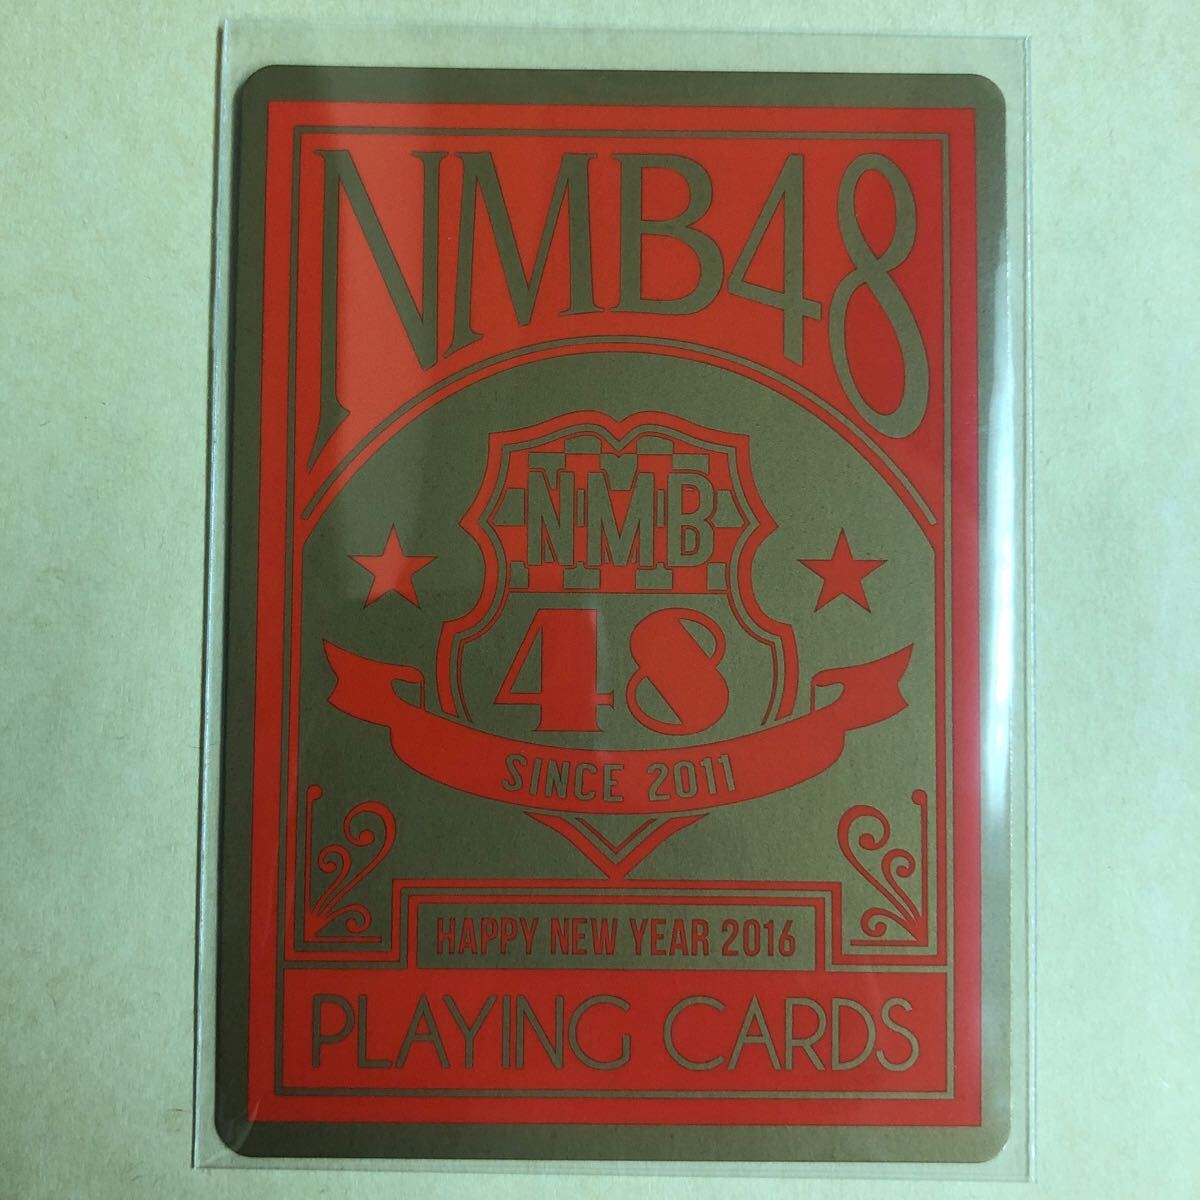 NMB48
NMB
48
SINCE 2011
HAPPY NEW YEAR 2016
PLAYING CARDS